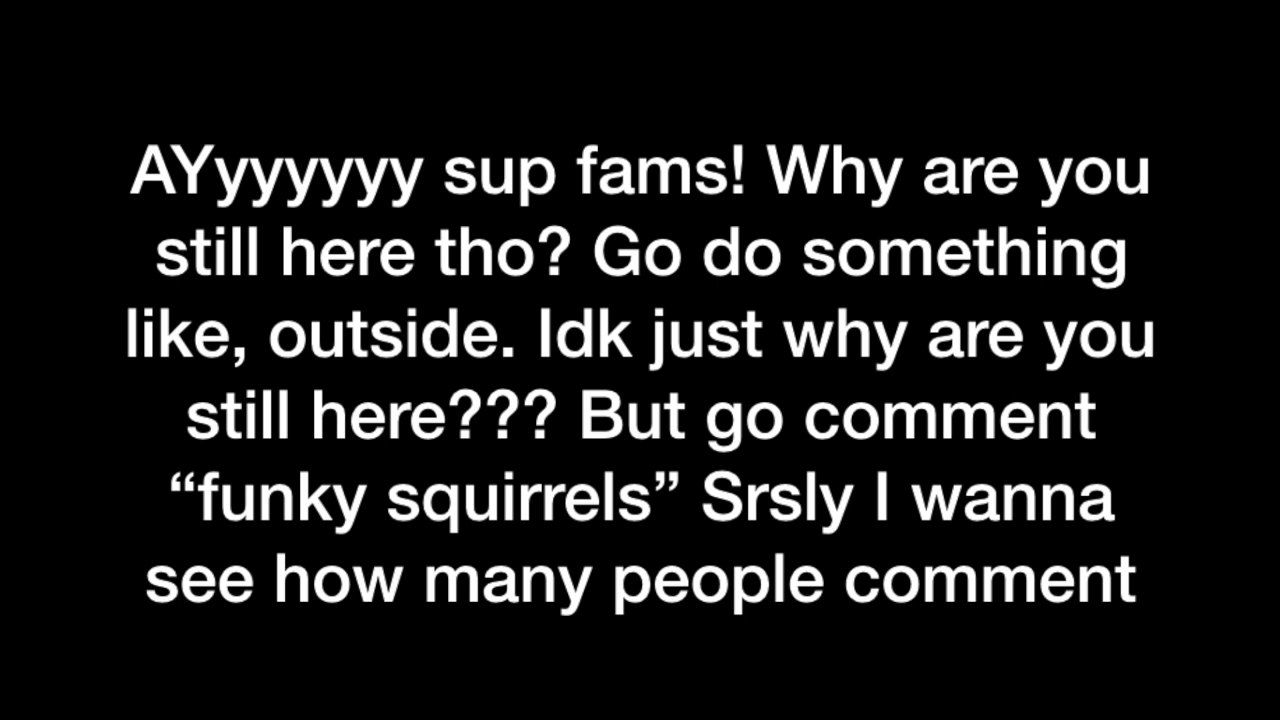 AYyyyyyy sup fams! Why are you
still here tho? Go do something
like, outside. Idk just why are you
still here??? But go comment
“funky squirrels” Srsly I wanna
see how many people comment